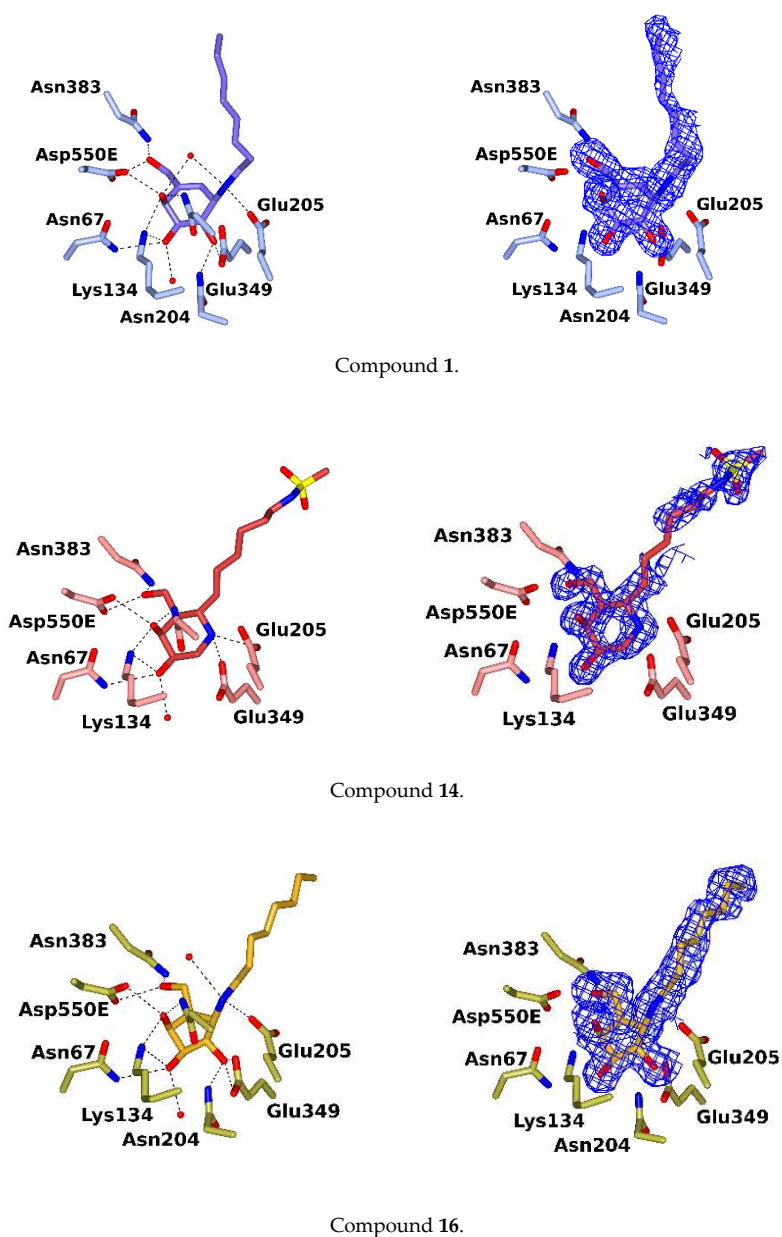 Asn383
Asp550E
Asn67
Glu205
Lys134
Glu349
Asn204
Asn383
Asp550E
Asn67
Glu205
Lys134
Glu349
Asn204
Compound 1.
Asn383
Asp550E
Asn67
Glu205
Lys134
Glu349
Asn383
Asp550E
Asn67
Glu205
Lys134
Glu349
Compound 14.
Asn383
Asp550E
Asn67
Glu205
Lys134
Glu349
Asn204
Asn383
Asp550E
Asn67
Glu205
Lys134
Glu349
Asn204
Compound 16.